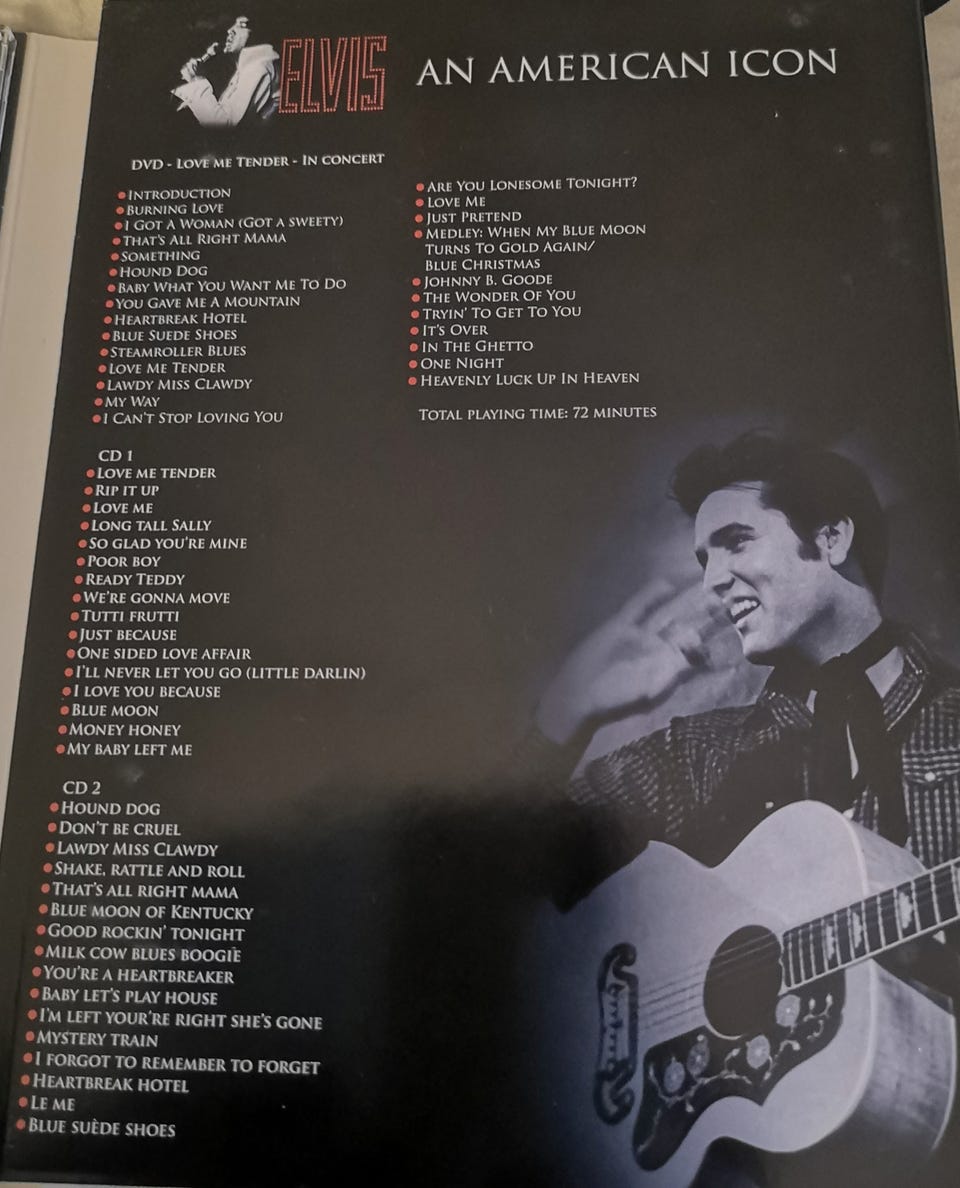 ELVIS AN AMERICAN ICON
DVD - LOVE ME TENDER - IN CONCERT
INTRODUCTION
BURNING LOVE
I GOT A WOMAN (GOT A SWEETY)
THAT'S ALL RIGHT MAMA
SOMETHING
HOUND DOG
BABY WHAT YOU WANT ME TO DO
YOU GAVE ME A MOUNTAIN
HEARTBREAK HOTEL
BLUE SUEDE SHOES
STEAMROLLER BLUES
LOVE ME TENDER
LAWDY MISS CLAWDY
MY WAY
I CAN'T STOP LOVING YOU
ARE YOU LONESOME TONIGHT?
LOVE ME
JUST PRETEND
MEDLEY: WHEN MY BLUE MOON
TURNS TO GOLD AGAIN/
BLUE CHRISTMAS
JOHNNY B. GOODE
THE WONDER OF YOU
TRYIN' TO GET TO YOU
IT'S OVER
IN THE GHETTO
ONE NIGHT
HEAVENLY LUCK UP IN HEAVEN
TOTAL PLAYING TIME: 72 MINUTES
CD 1
LOVE ME TENDER
RIP IT UP
LOVE ME
LONG TALL SALLY
SO GLAD YOU'RE MINE
POOR BOY
READY TEDDY
WE'RE GONNA MOVE
TUTTI FRUTTI
JUST BECAUSE
ONE SIDED LOVE AFFAIR
I'LL NEVER LET YOU GO (LITTLE DARLIN)
I LOVE YOU BECAUSE
BLUE MOON
MONEY HONEY
MY BABY LEFT ME
CD 2
HOUND DOG
DON'T BE CRUEL
LAWDY MISS CLAWDY
SHAKE, RATTLE AND ROLL
THAT'S ALL RIGHT MAMA
BLUE MOON OF KENTUCKY
GOOD ROCKIN' TONIGHT
MILK COW BLUES BOOGIE
YOU'RE A HEARTBREAKER
BABY LET'S PLAY HOUSE
I'M LEFT YOUR'RE RIGHT SHE'S GONE
MYSTERY TRAIN
I FORGOT TO REMEMBER TO FORGET
HEARTBREAK HOTEL
LE ME
BLUE SUÈDE SHOES